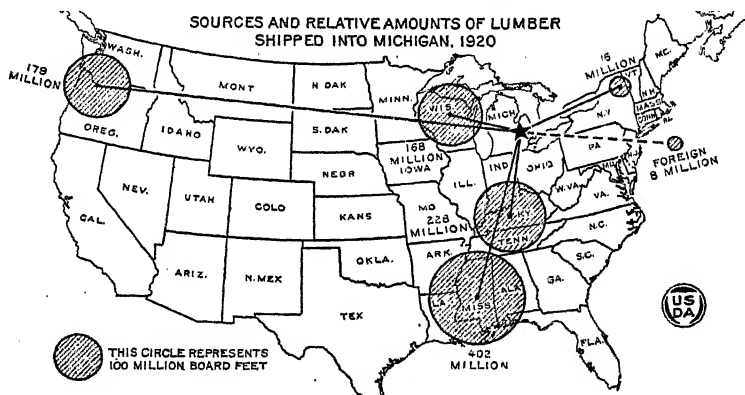 SOURCES AND RELATIVE AMOUNTS OF LUMBER
SHIPPED INTO MICHIGAN, 1920
WASH.
179
MILLION
MONT
N DAK
MINN.
WIS.
MICH.
15
MILLION
VT.
ME.
N.H.
MASS
CONN.
R.I.
N.Y
OREG.
IDAHO
WYO.
S. DAK
168
MILLION
IOWA
PA
N.J.
FOREIGN
8 MILLION
NEV.
UTAH
COLO
NEBR
ILL.
IND
OHIO
W.VA.
VA.
CAL.
KANS
MO
228
MILLION
KY.
TENN.
N.C.
ARIZ.
N.MEX
OKLA.
ARK.
S.C.
TEX
LA
MISS
ALA
GA.
FLA.
US
DA
THIS CIRCLE REPRESENTS
100 MILLION BOARD FEET
402
MILLION